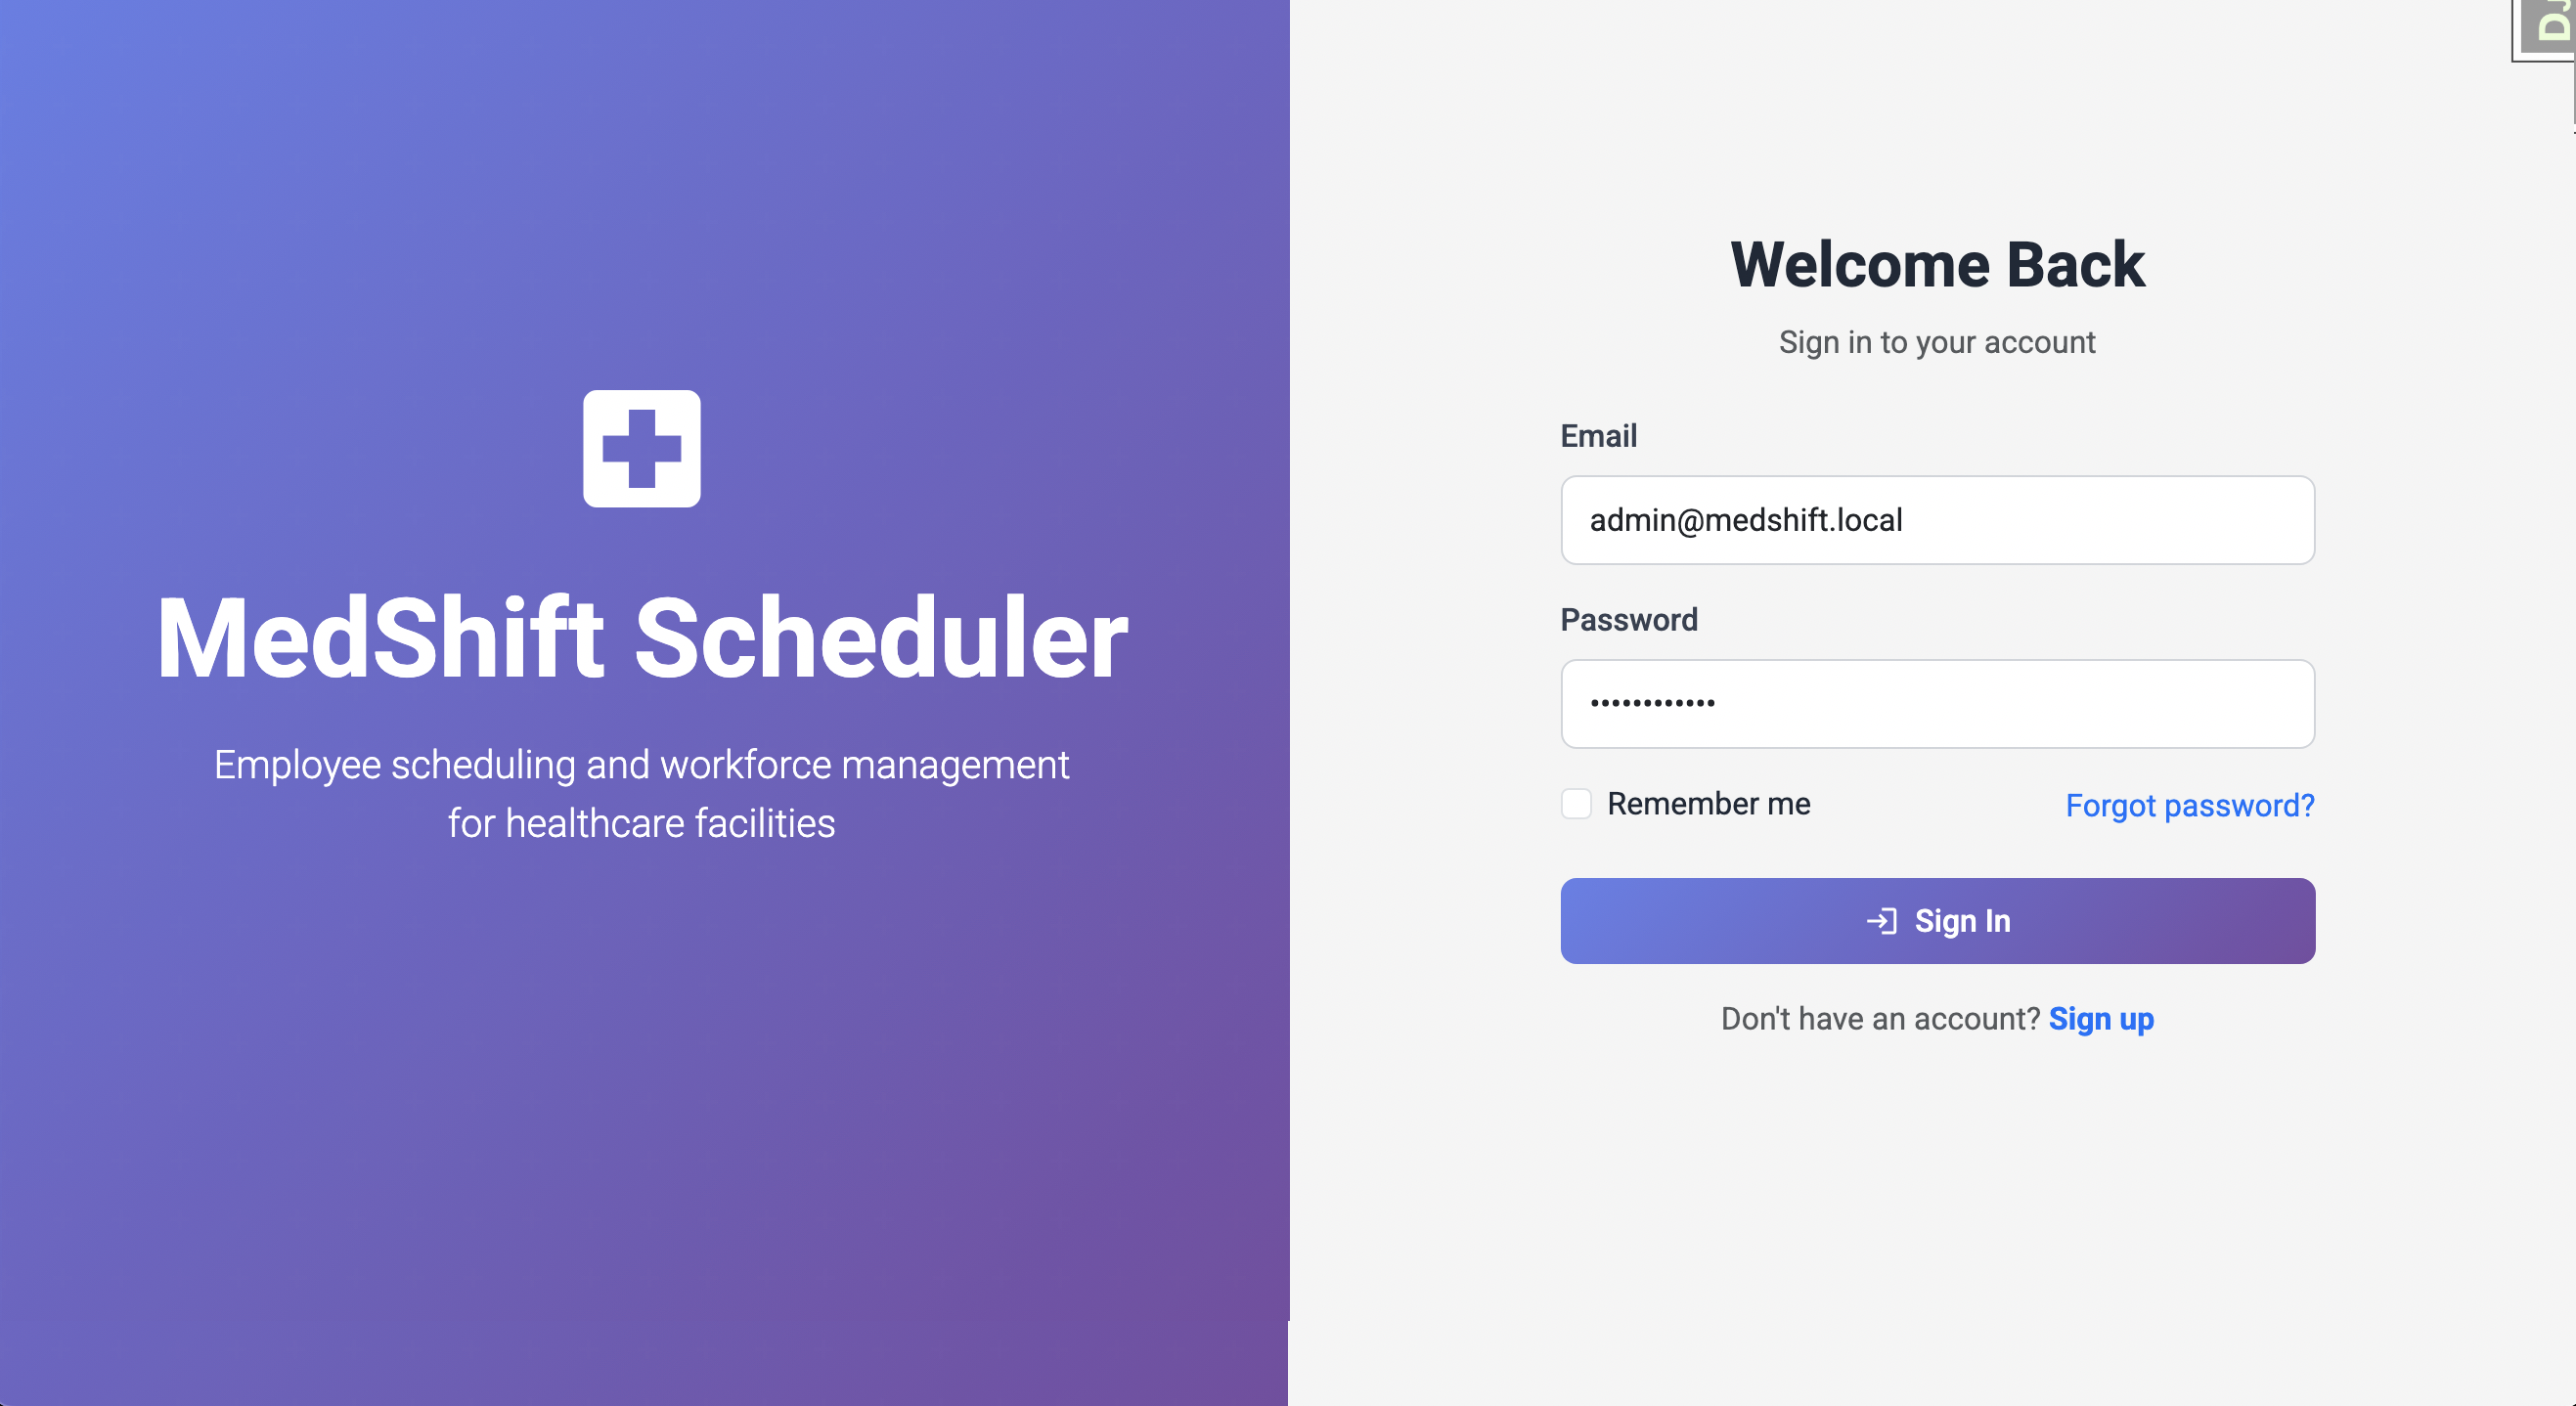 MedShift Scheduler
Employee scheduling and workforce management
for healthcare facilities
DJ
Welcome Back
Sign in to your account
Email
admin@medshift.local
Password
••••••••••••
Remember me
Forgot password?
Sign In
Don't have an account? Sign up